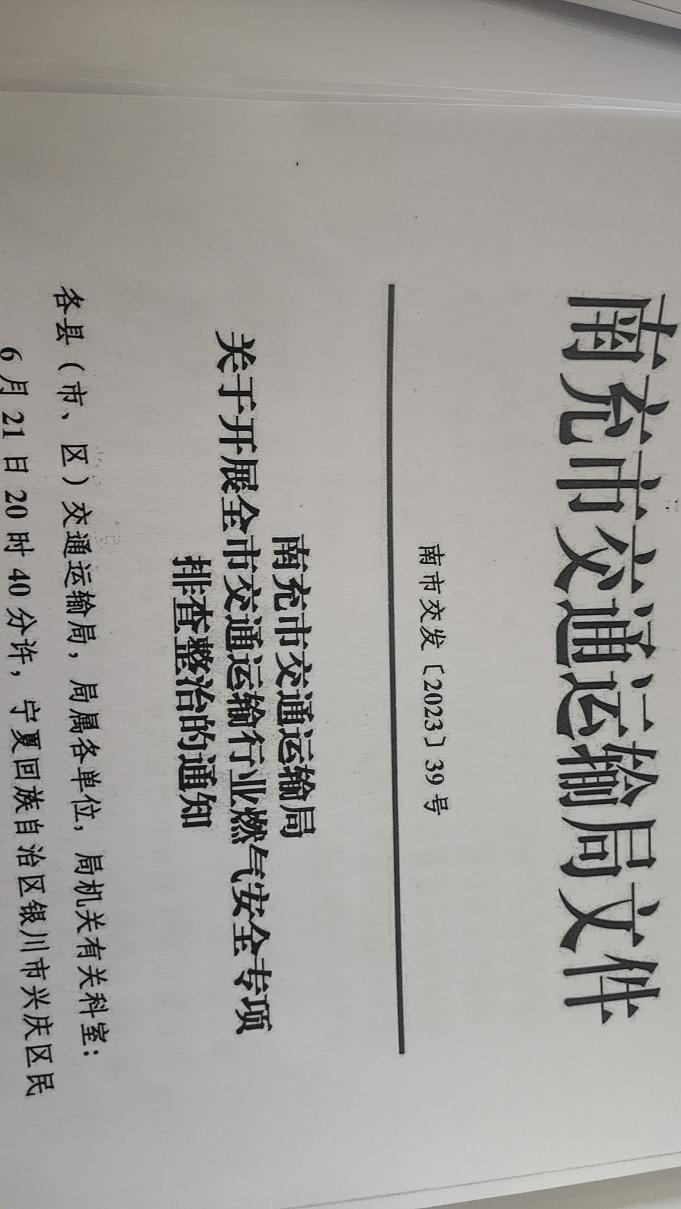 南充市交通运输局文件
南市交发〔2023〕39号
南充市交通运输局
关于开展全市交通运输行业燃气安全专项
排查整治的通知
各县（市、区）交通运输局，局属各单位，局机关有关科室：
6月21日20时40分许，宁夏回族自治区银川市兴庆区民